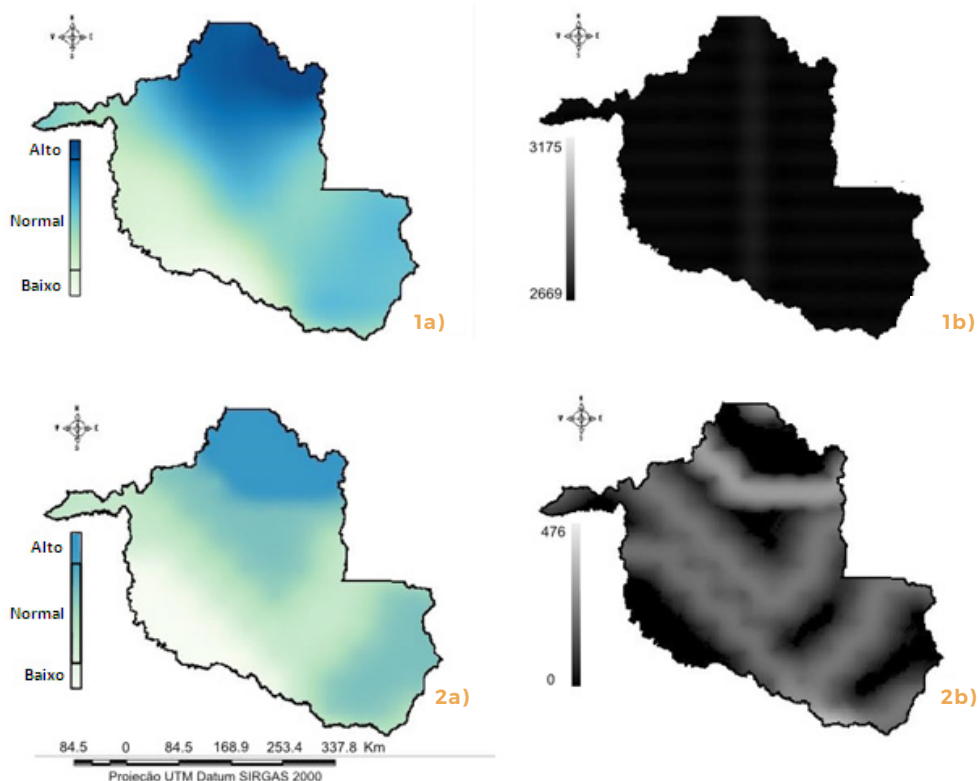 N
W E
S
Alto
Normal
Baixo
1a)
N
W E
S
3175
2669
1b)
N
W E
S
Alto
Normal
Baixo
2a)
84.5 0 84.5 168.9 253.4 337.8 Km
Projeção UTM Datum SIRGAS 2000
N
W E
S
476
0
2b)